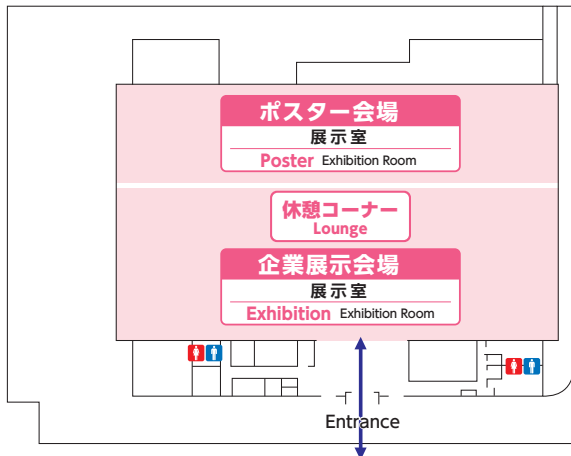 ポスター会場
展示室
Poster Exhibition Room
休憩コーナー
Lounge
企業展示会場
展示室
Exhibition Exhibition Room
Entrance